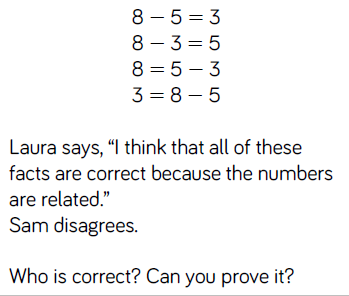 8 – 5 = 3
8 – 3 = 5
8 = 5 – 3
3 = 8 – 5
Laura says, “I think that all of these
facts are correct because the numbers
are related.”
Sam disagrees.
Who is correct? Can you prove it?